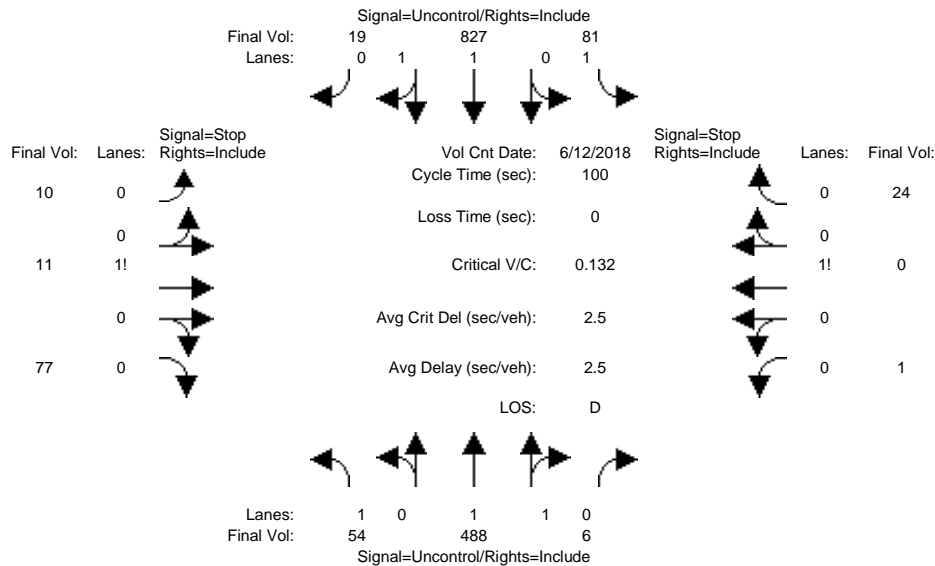 Signal=Uncontrol/Rights=Include
Final Vol: 19 827 81
Lanes: 0 1 1 0 1
Signal=Stop
Final Vol: Lanes: Rights=Include
Vol Cnt Date: 6/12/2018
Signal=Stop
Rights=Include Lanes: Final Vol:
Cycle Time (sec): 100
10 0
0 24
Loss Time (sec): 0
0
0
11 1!
Critical V/C: 0.132
1! 0
0
Avg Crit Del (sec/veh): 2.5
0
77 0
Avg Delay (sec/veh): 2.5
0 1
LOS: D
Lanes: 1 0 1 1 0
Final Vol: 54 488 6
Signal=Uncontrol/Rights=Include